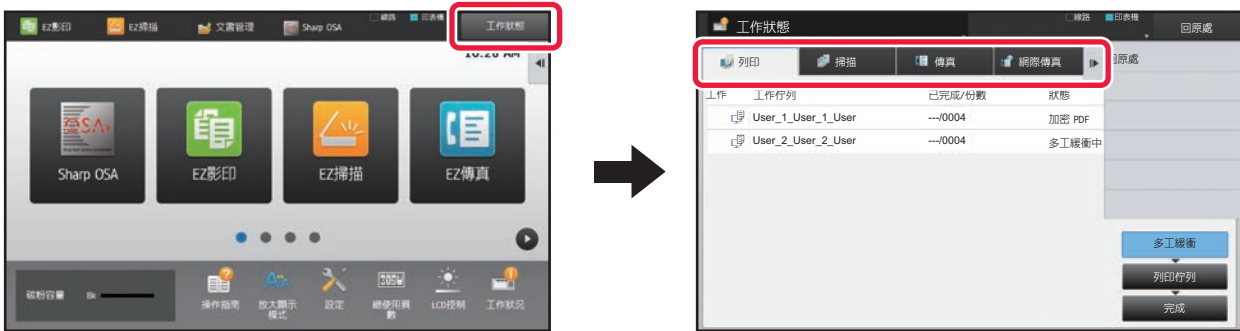 EZ影印 EZ掃描 文書管理 Sharp OSA 線路 印表機 工作狀態
10:20 AM
Sharp OSA EZ影印 EZ掃描 EZ傳真
碳粉容量 Bk 操作指南 放大顯示模式 設定 總使用頁數 LCD控制 工作狀況
工作狀態 線路 印表機 回原處
列印 掃描 傳真 網際傳真 回原處
工作 工作佇列 已完成/份數 狀態
User_1_User_1_User ---/0004 加密 PDF
User_2_User_2_User ---/0004 多工緩衝中
多工緩衝
列印佇列
完成